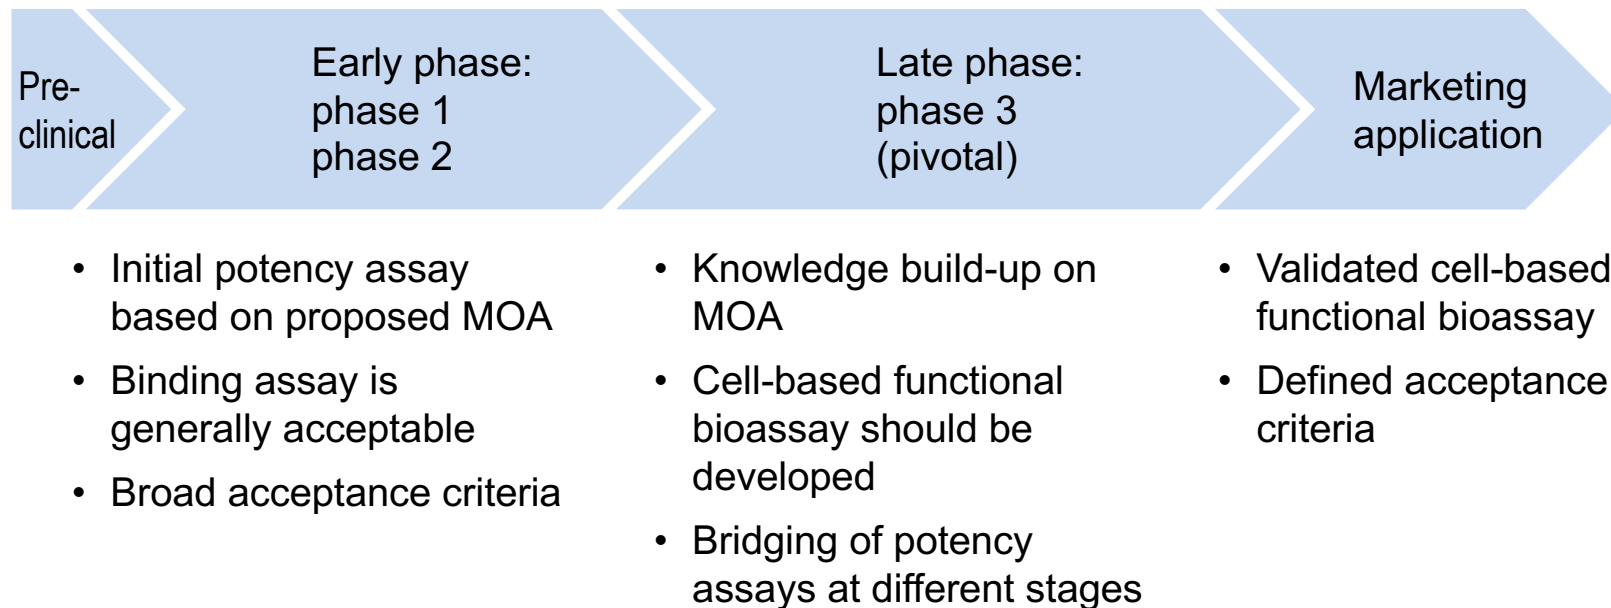 Pre-
clinical
Early phase:
phase 1
phase 2
Late phase:
phase 3
(pivotal)
Marketing
application
• Initial potency assay
based on proposed MOA
• Binding assay is
generally acceptable
• Broad acceptance criteria
• Knowledge build-up on
MOA
• Cell-based functional
bioassay should be
developed
• Bridging of potency
assays at different stages
• Validated cell-based
functional bioassay
• Defined acceptance
criteria